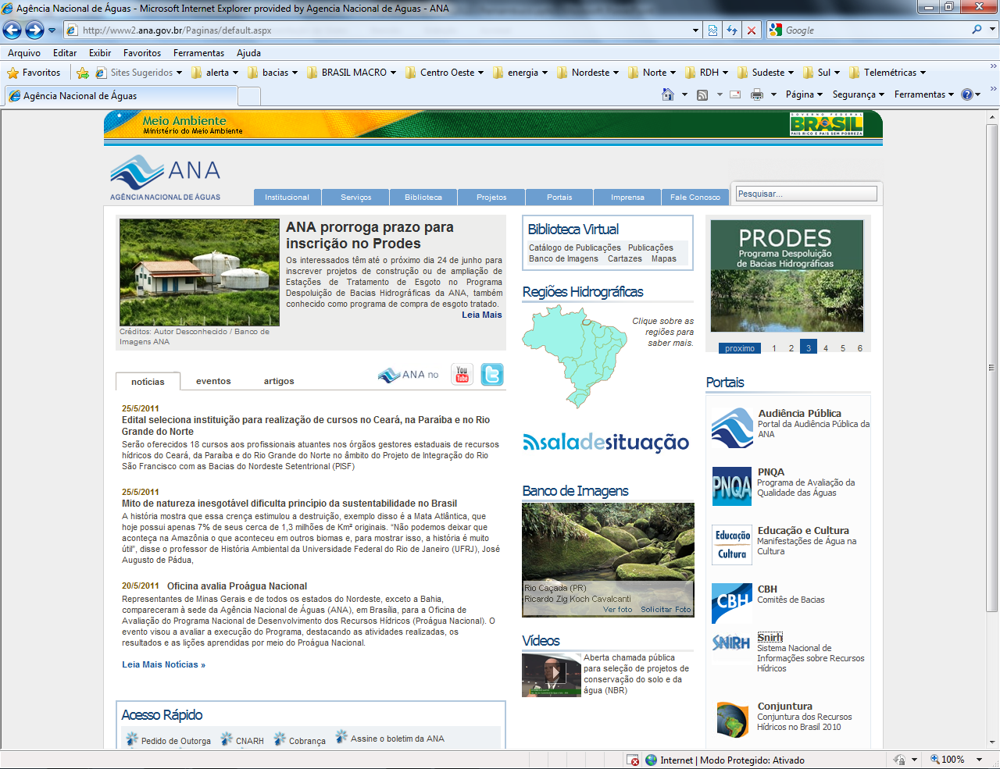 Agência Nacional de Águas - Microsoft Internet Explorer provided by Agencia Nacional de Aguas - ANA
http://www2.ana.gov.br/Paginas/default.aspx
Google
Arquivo Editar Exibir Favoritos Ferramentas Ajuda
Favoritos Sites Sugeridos alerta bacias BRASIL MACRO Centro Oeste energia Nordeste Norte RDH Sudeste Sul Telemétricas
Agência Nacional de Águas
Página Segurança Ferramentas
Meio Ambiente
Ministério do Meio Ambiente
GOVERNO FEDERAL
BRASIL
PAÍS RICO É PAÍS SEM POBREZA
ANA
AGÊNCIA NACIONAL DE ÁGUAS
Institucional Serviços Biblioteca Projetos Portais Imprensa Fale Conosco
Pesquisar...
ANA prorroga prazo para
inscrição no Prodes
Os interessados têm até o próximo dia 24 de junho para
inscrever projetos de construção ou de ampliação de
Estações de Tratamento de Esgoto no Programa
Despoluição de Bacias Hidrográficas da ANA, também
conhecido como programa de compra de esgoto tratado.
Leia Mais
Créditos: Autor Desconhecido / Banco de
Imagens ANA
notícias eventos artigos
ANA no
You
Tube
25/5/2011
Edital seleciona instituição para realização de cursos no Ceará, na Paraíba e no Rio
Grande do Norte
Serão oferecidos 18 cursos aos profissionais atuantes nos órgãos gestores estaduais de recursos
hídricos do Ceará, da Paraíba e do Rio Grande do Norte no âmbito do Projeto de Integração do Rio
São Francisco com as Bacias do Nordeste Setentrional (PISF)
25/5/2011
Mito de natureza inesgotável dificulta princípio da sustentabilidade no Brasil
A história mostra que essa crença estimulou a destruição, exemplo disso é a Mata Atlântica, que
hoje possui apenas 7% de seus cerca de 1,3 milhões de Km² originais. “Não podemos deixar que
aconteça na Amazônia o que aconteceu em outros biomas e, para mostrar isso, a história é muito
útil”, disse o professor de História Ambiental da Universidade Federal do Rio de Janeiro (UFRJ), José
Augusto de Pádua,
20/5/2011 Oficina avalia Proágua Nacional
Representantes de Minas Gerais e de todos os estados do Nordeste, exceto a Bahia,
compareceram à sede da Agência Nacional de Águas (ANA), em Brasília, para a Oficina de
Avaliação do Programa Nacional de Desenvolvimento dos Recursos Hídricos (Proágua Nacional). O
evento visou a avaliar a execução do Programa, destacando as atividades realizadas, os
resultados e as lições aprendidas por meio do Proágua Nacional.
Leia Mais Notícias »
Acesso Rápido
Pedido de Outorga CNARH Cobrança Assine o boletim da ANA
Biblioteca Virtual
Catálogo de Publicações Publicações
Banco de Imagens Cartazes Mapas
Regiões Hidrográficas
Clique sobre as
regiões para
saber mais.
saladesituação
Banco de Imagens
Rio Caçada (PR)
Ricardo Zig Koch Cavalcanti
Ver foto Solicitar Foto
Vídeos
Aberta chamada pública
para seleção de projetos de
conservação do solo e da
água (NBR)
PRODES
Programa Despoluição
de Bacias Hidrográficas
proximo 1 2 3 4 5 6
Portais
Audiência Pública
Portal da Audiência Pública da
ANA
PNQA
PNQA
Programa de Avaliação da
Qualidade das Águas
Educação
Cultura
Educação e Cultura
Manifestações de Água na
Cultura
CBH
CBH
Comitês de Bacias
SNIRH
Snirh
Sistema Nacional de
Informações sobre Recursos
Hídricos
Conjuntura
Conjuntura dos Recursos
Hídricos no Brasil 2010
Internet | Modo Protegido: Ativado
100%